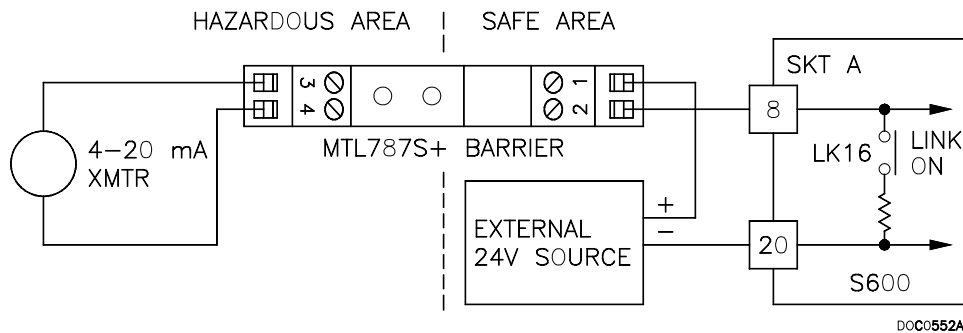 HAZARDOUS AREA
SAFE AREA
SKT A
3
4
1
2
8
4-20 mA
XMTR
MTL787S+ BARRIER
LK16
LINK
ON
+
-
EXTERNAL
24V SOURCE
20
S600
DOC0552A